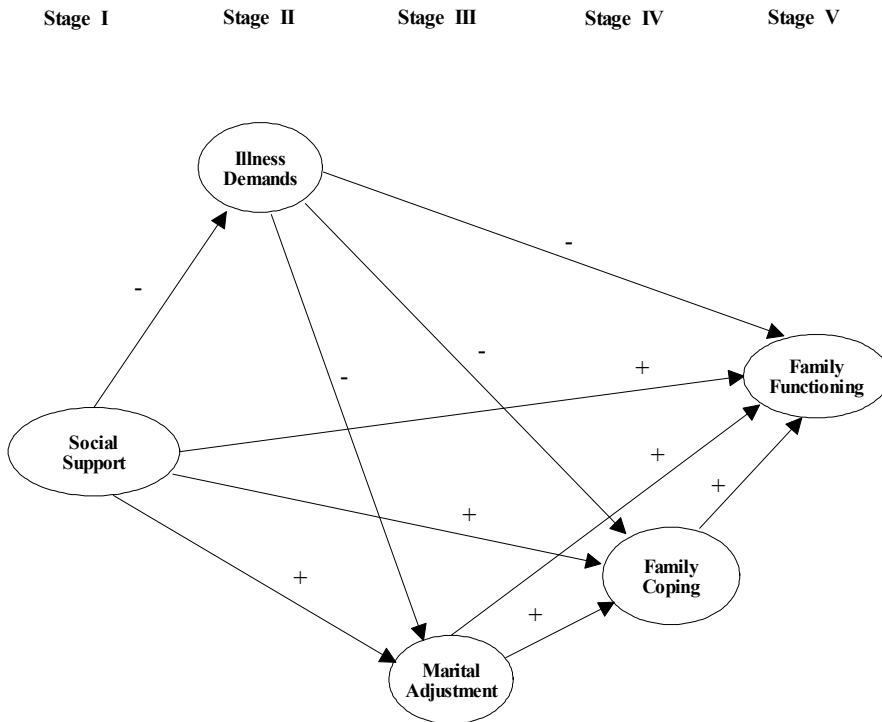 Stage I Stage II Stage III Stage IV Stage V
Illness
Demands
-
-
-
-
+
Family
Functioning
Social
Support
+
+
+
Family
Coping
+
+
Marital
Adjustment